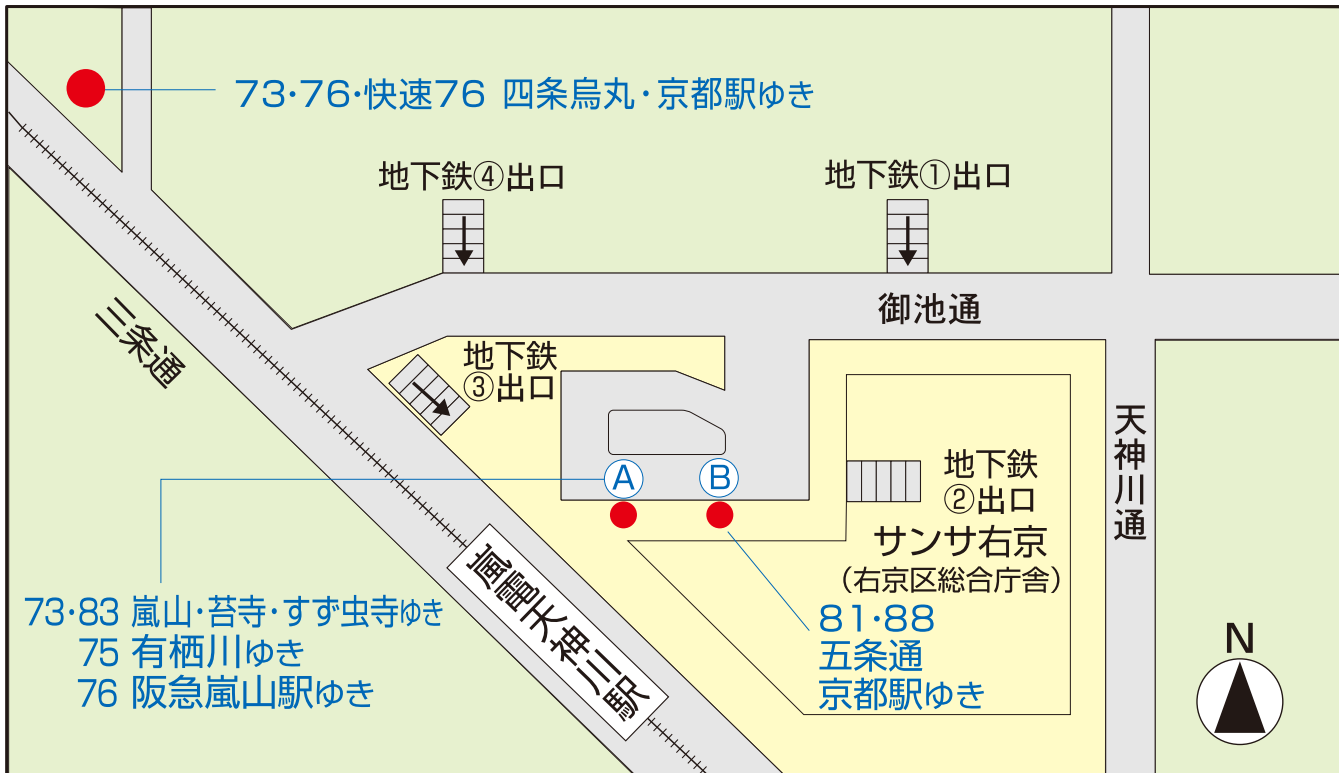 73・76・快速76 四条烏丸・京都駅ゆき
地下鉄④出口
地下鉄①出口
御池通
三条通
地下鉄
③出口
天神川通
A
B
地下鉄
②出口
サンサ右京
（右京区総合庁舎）
嵐電天神川駅
73・83 嵐山・苔寺・すず虫寺ゆき
75 有栖川ゆき
76 阪急嵐山駅ゆき
81・88
五条通
京都駅ゆき
N